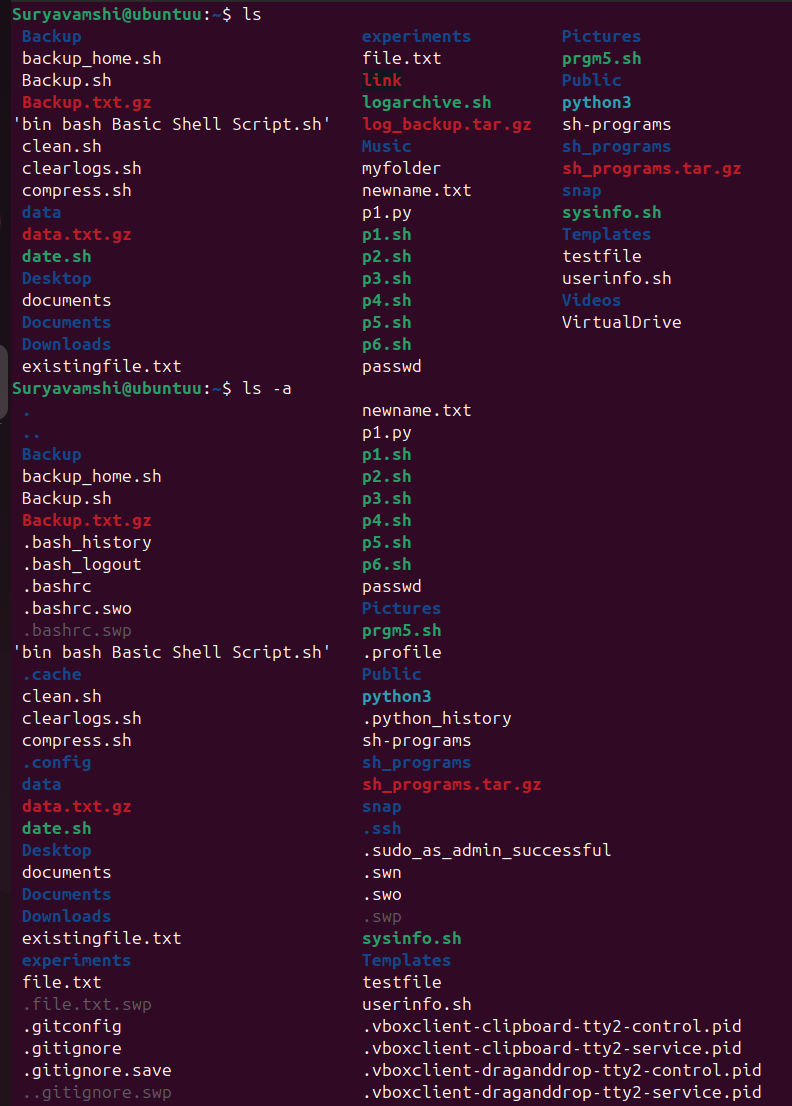 Suryavamshi@ubuntuu:~$ ls
Backup experiments Pictures
backup_home.sh file.txt prgm5.sh
Backup.sh link Public
Backup.txt.gz logarchive.sh python3
'bin bash Basic Shell Script.sh' log_backup.tar.gz sh-programs
clean.sh Music sh_programs
clearlogs.sh myfolder sh_programs.tar.gz
compress.sh newname.txt snap
data p1.py sysinfo.sh
data.txt.gz p1.sh Templates
date.sh p2.sh testfile
Desktop p3.sh userinfo.sh
documents p4.sh Videos
Documents p5.sh VirtualDrive
Downloads p6.sh
existingfile.txt passwd
Suryavamshi@ubuntuu:~$ ls -a
. newname.txt
.. p1.py
Backup p1.sh
backup_home.sh p2.sh
Backup.sh p3.sh
Backup.txt.gz p4.sh
.bash_history p5.sh
.bash_logout p6.sh
.bashrc passwd
.bashrc.swo Pictures
.bashrc.swp prgm5.sh
'bin bash Basic Shell Script.sh' .profile
.cache Public
clean.sh python3
clearlogs.sh .python_history
compress.sh sh-programs
.config sh_programs
data sh_programs.tar.gz
data.txt.gz snap
date.sh .ssh
Desktop .sudo_as_admin_successful
documents .swn
Documents .swo
Downloads .swp
existingfile.txt sysinfo.sh
experiments Templates
file.txt testfile
.file.txt.swp userinfo.sh
.gitconfig .vboxclient-clipboard-tty2-control.pid
.gitignore .vboxclient-clipboard-tty2-service.pid
.gitignore.save .vboxclient-draganddrop-tty2-control.pid
..gitignore.swp .vboxclient-draganddrop-tty2-service.pid